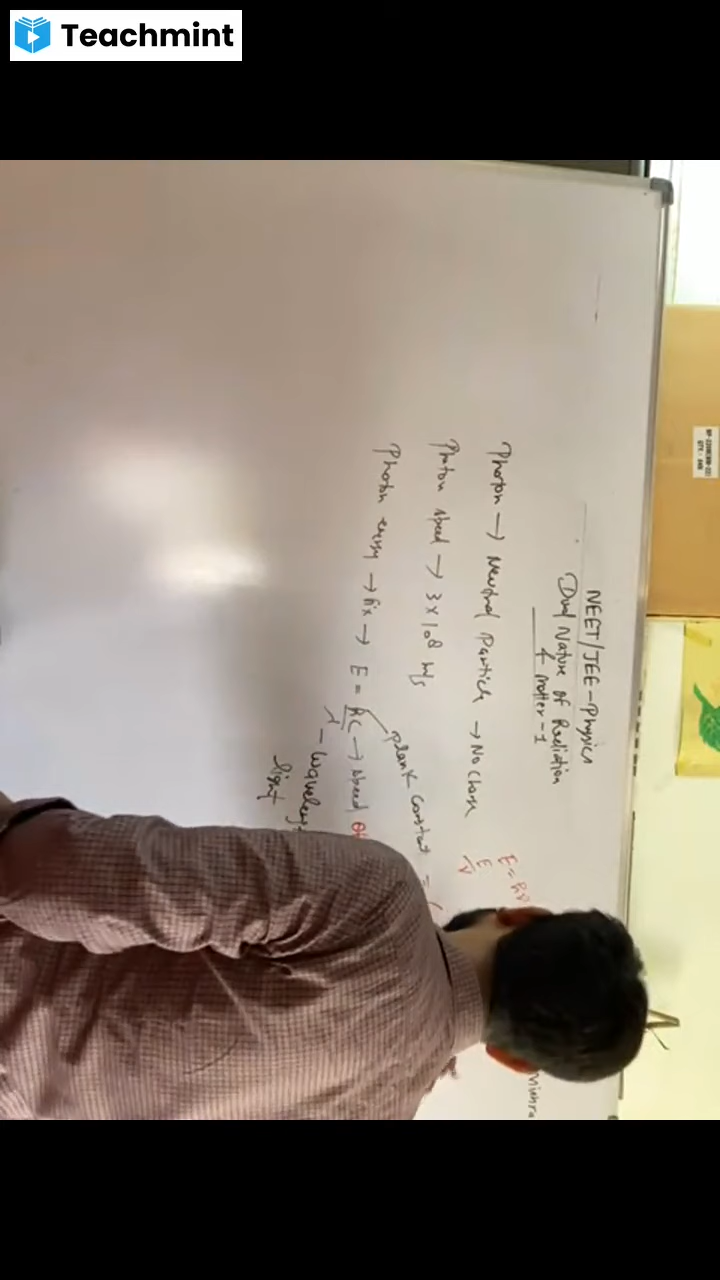 Teachmint
NEET/JEE-Physics
Dual Nature of Radiation
& matter-1
Photon → Neutral Particle → No Charge
Photon speed → 3×10⁸ m/s
Photon energy → fix → E = hc/λ → speed
Plank constant =
λ - wavelength
light
E = hν
E/ν